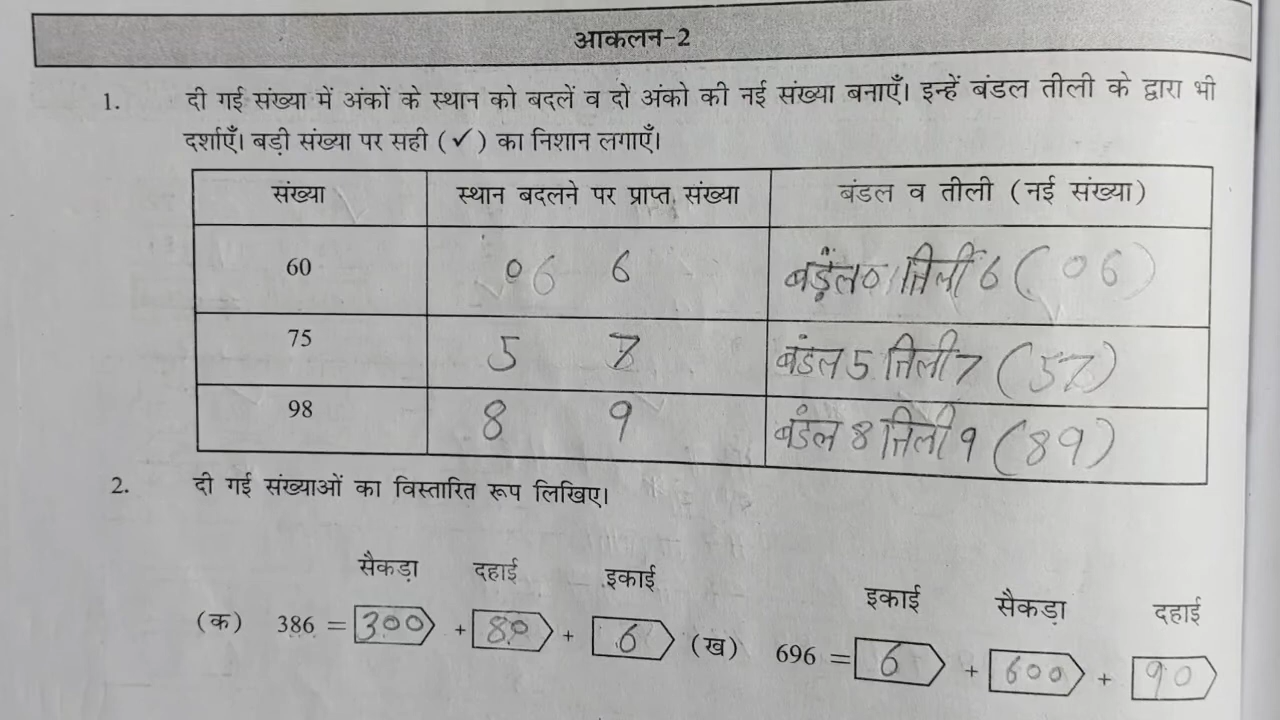 आकलन-2
1. दी गई संख्या में अंकों के स्थान को बदलें व दो अंको की नई संख्या बनाएँ। इन्हें बंडल तीली के द्वारा भी
दर्शाएँ। बड़ी संख्या पर सही (✓) का निशान लगाएँ।
संख्या स्थान बदलने पर प्राप्त संख्या बंडल व तीली (नई संख्या)
60 06 6 बंड़ल 0 तिली 6 (06)
75 5 7 बंडल 5 तिली 7 (57)
98 8 9 बंडल 8 तिली 9 (89)
2. दी गई संख्याओं का विस्तारित रूप लिखिए।
सैकड़ा दहाई इकाई इकाई सैकड़ा दहाई
(क) 386 = 300 + 80 + 6 (ख) 696 = 6 + 600 + 90